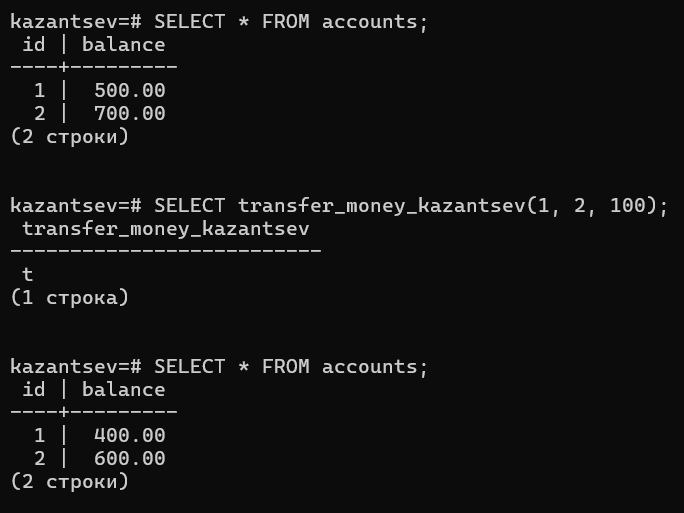 kazantsev=# SELECT * FROM accounts;
 id | balance
----+---------
  1 |  500.00
  2 |  700.00
(2 строки)

kazantsev=# SELECT transfer_money_kazantsev(1, 2, 100);
 transfer_money_kazantsev
--------------------------
 t
(1 строка)

kazantsev=# SELECT * FROM accounts;
 id | balance
----+---------
  1 |  400.00
  2 |  600.00
(2 строки)